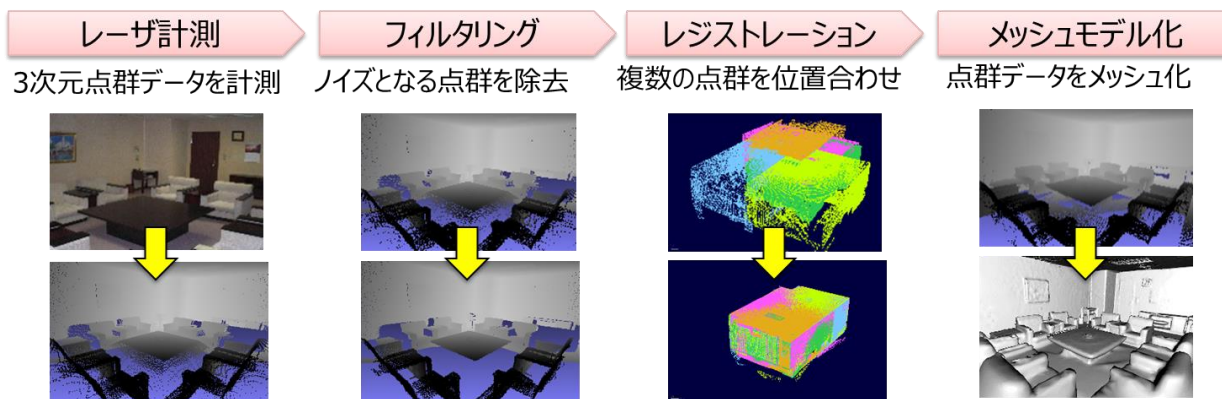 レーザ計測
フィルタリング
レジストレーション
メッシュモデル化
3次元点群データを計測
ノイズとなる点群を除去
複数の点群を位置合わせ
点群データをメッシュ化